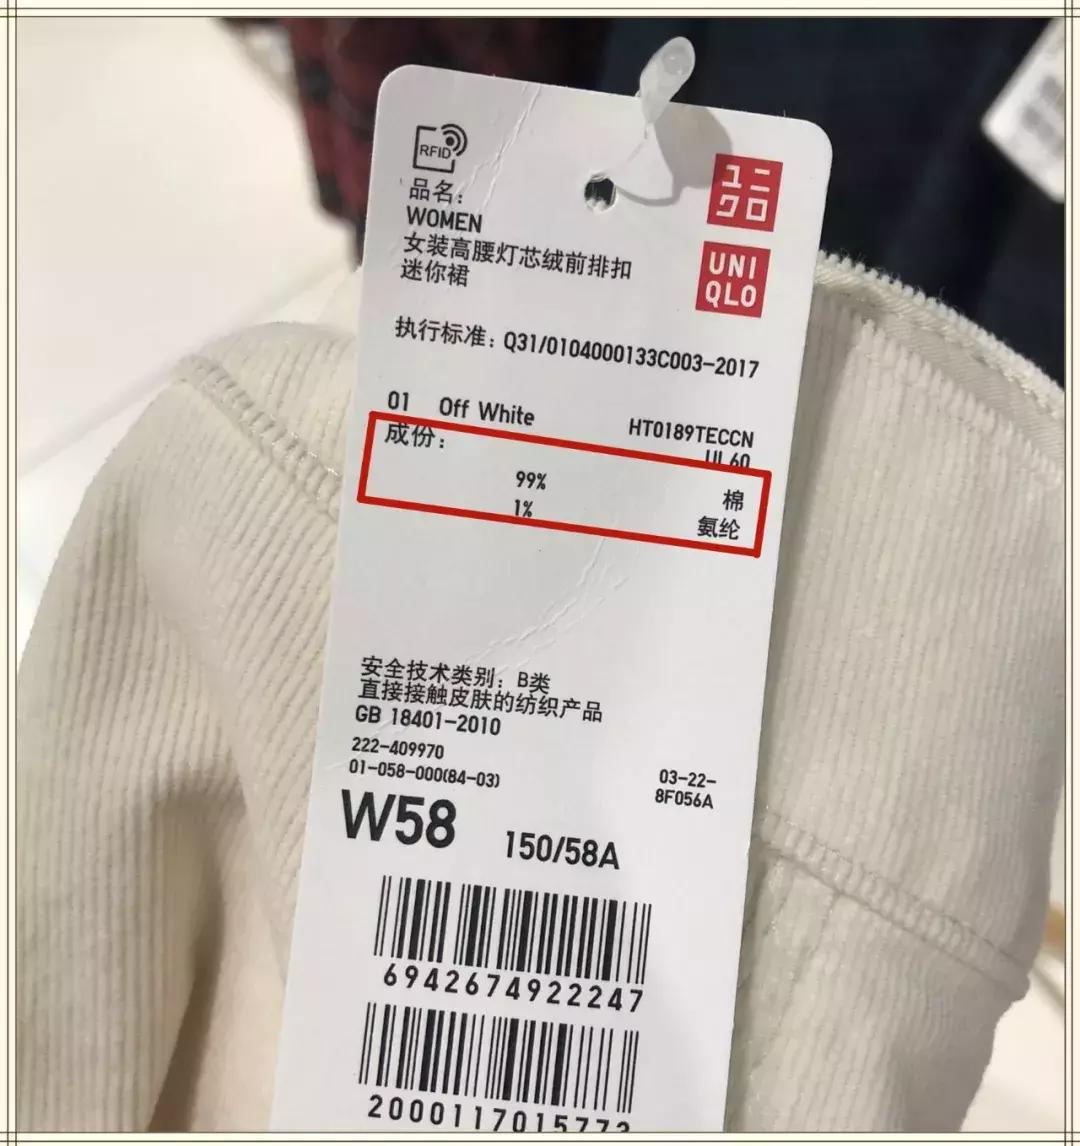 RFID
品名：
WOMEN
女装高腰灯芯绒前排扣
迷你裙
ユニ
クロ
UNI
QLO
执行标准：Q31/0104000133C003-2017
01 Off White
HT0189TECCN
UL60
成份：
99% 棉
1% 氨纶
安全技术类别：B类
直接接触皮肤的纺织产品
GB 18401-2010
222-409970
01-058-000(84-03)
03-22-
8F056A
W58 150/58A
6942674922247
2000117015773